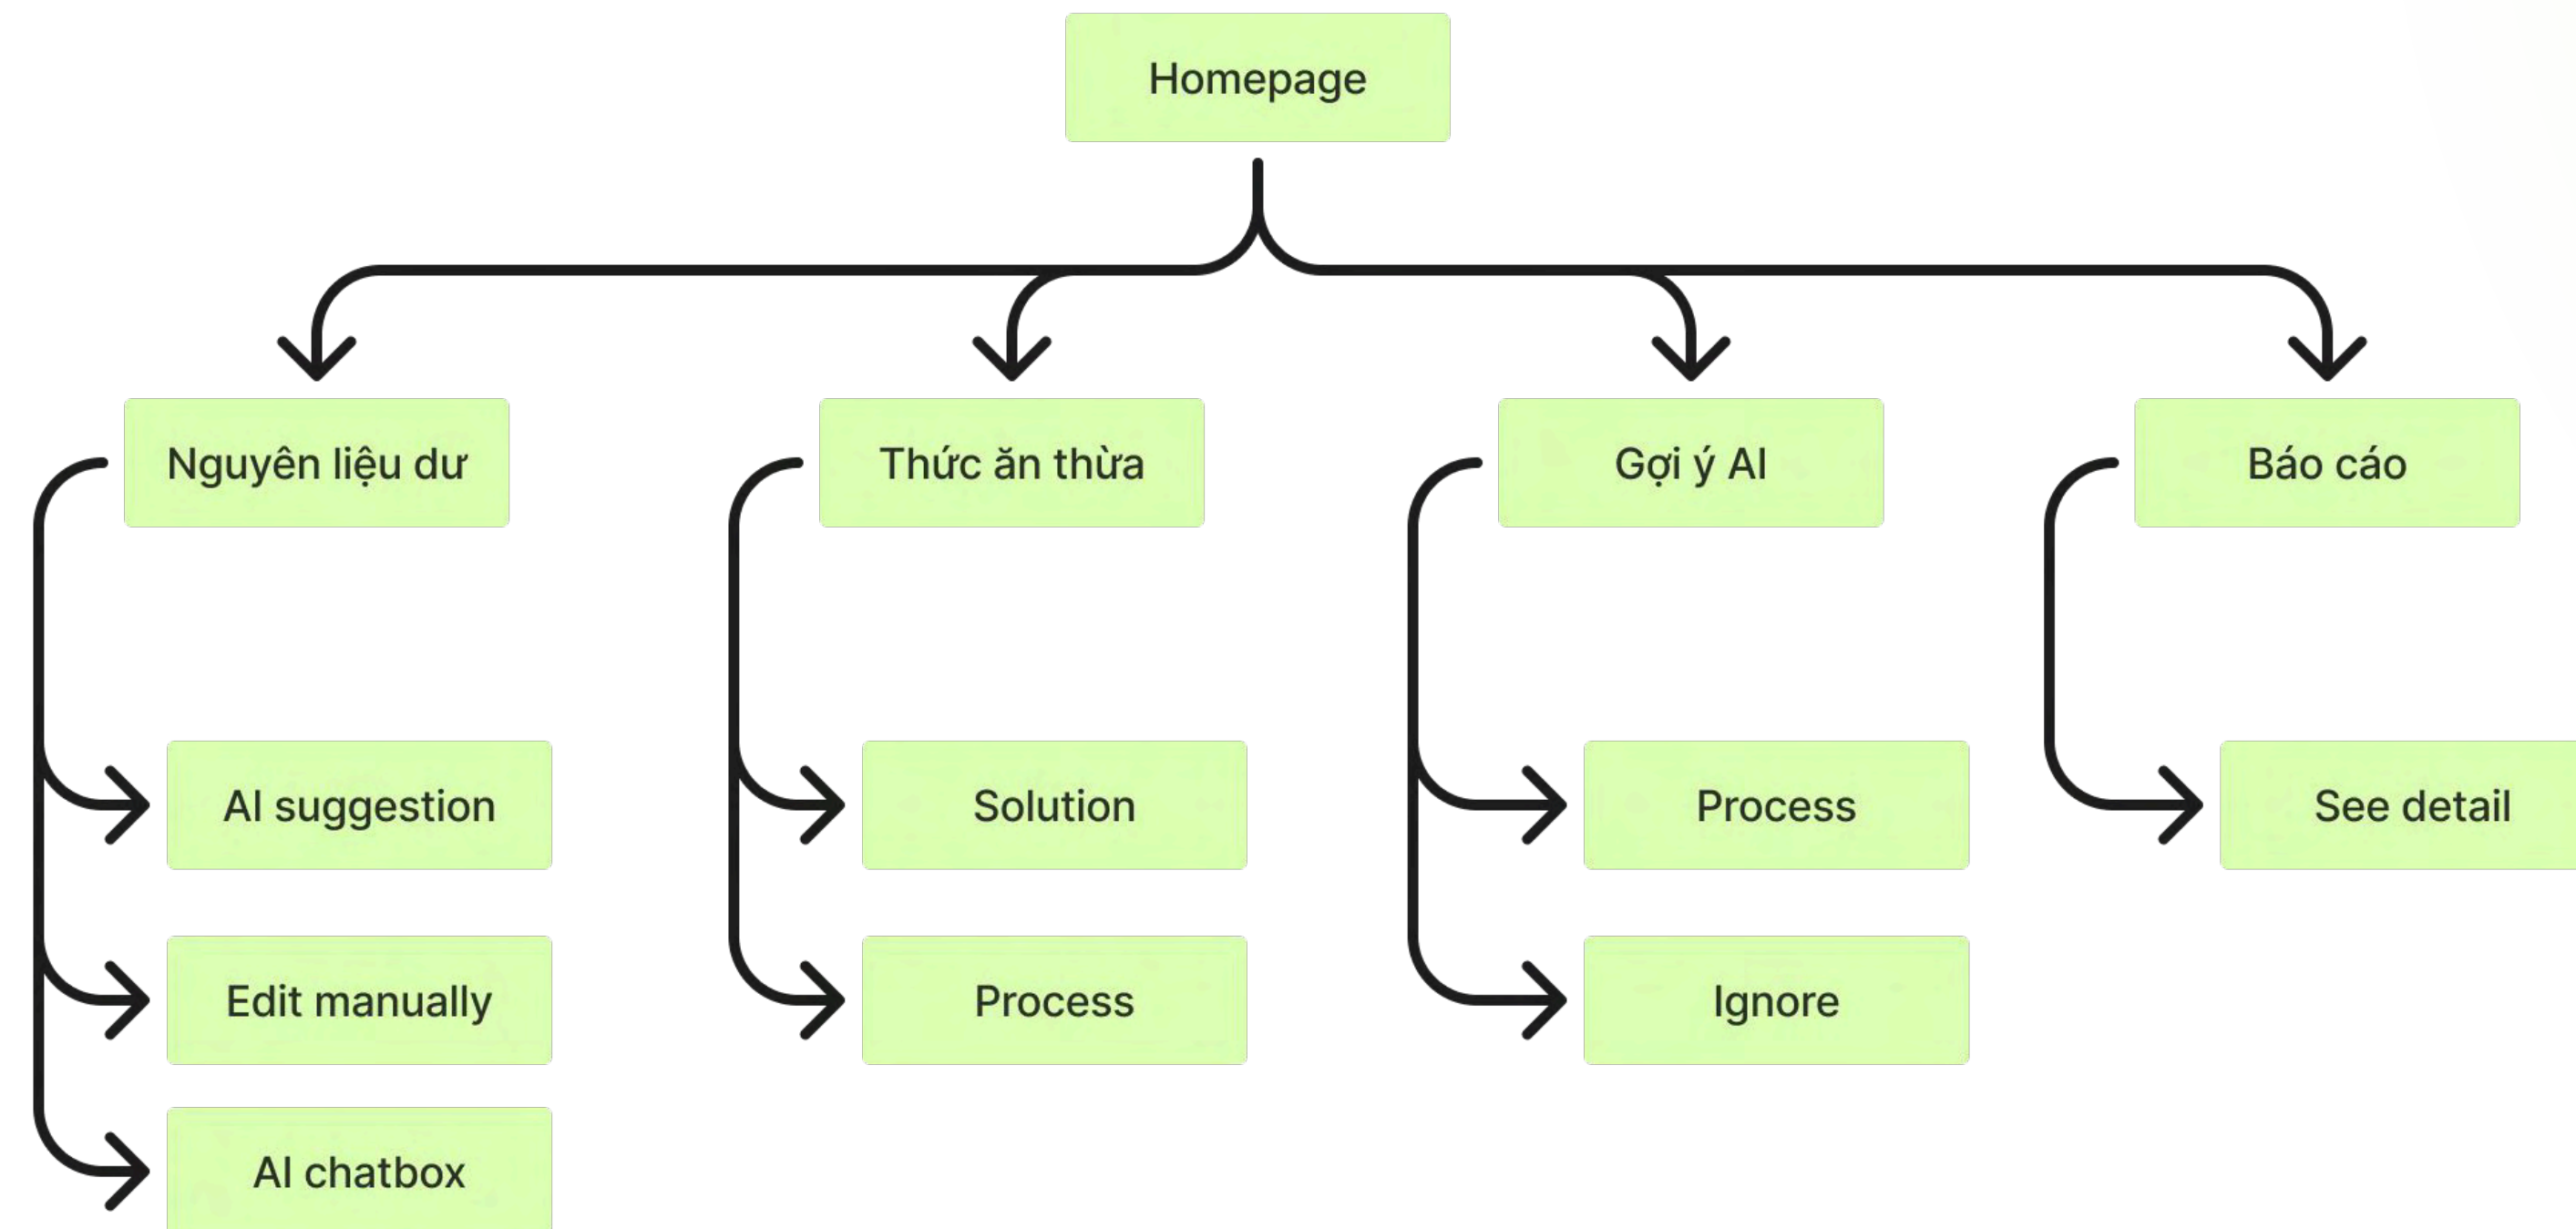 Homepage
Nguyên liệu dư
Thức ăn thừa
Gợi ý AI
Báo cáo
AI suggestion
Solution
Process
See detail
Edit manually
Process
Ignore
AI chatbox